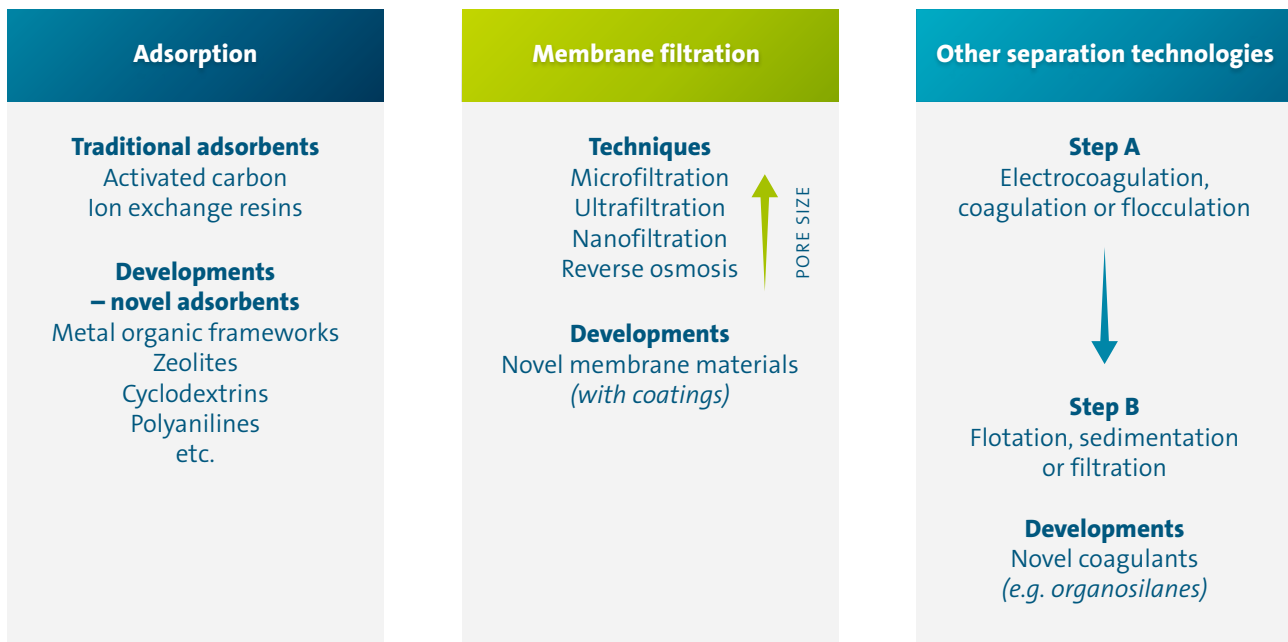 Adsorption
Traditional adsorbents
Activated carbon
Ion exchange resins
Developments
– novel adsorbents
Metal organic frameworks
Zeolites
Cyclodextrins
Polyanilines
etc.
Membrane filtration
Techniques
Microfiltration
Ultrafiltration
Nanofiltration
Reverse osmosis
PORE SIZE
Developments
Novel membrane materials
(with coatings)
Other separation technologies
Step A
Electrocoagulation,
coagulation or flocculation
Step B
Flotation, sedimentation
or filtration
Developments
Novel coagulants
(e.g. organosilanes)